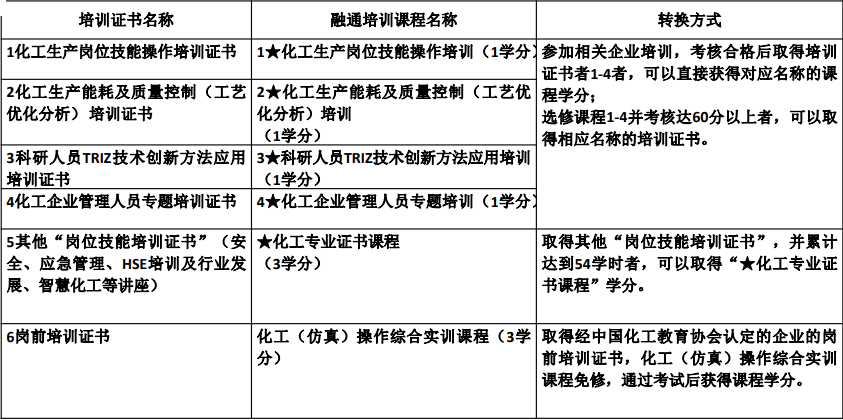 培训证书名称
融通培训课程名称
转换方式
1化工生产岗位技能操作培训证书
1★化工生产岗位技能操作培训（1学分）
参加相关企业培训，考核合格后取得培训
证书者1-4者，可以直接获得对应名称的课
程学分；
选修课程1-4并考核达60分以上者，可以取
得相应名称的培训证书。
2化工生产能耗及质量控制（工艺
优化分析） 培训证书
2★化工生产能耗及质量控制（工艺优
化分析）培训
（1学分）
3科研人员TRIZ技术创新方法应用
培训证书
3★科研人员TRIZ技术创新方法应用培训
（1学分）
4化工企业管理人员专题培训证书
4★化工企业管理人员专题培训（1学分）
5其他“岗位技能培训证书”（安
全、应急管理、HSE培训及行业发
展、智慧化工等讲座）
★化工专业证书课程
（3学分）
取得其他“岗位技能培训证书”，并累计
达到54学时者，可以取得“★化工专业证
书课程”学分。
6岗前培训证书
化工（仿真）操作综合实训课程（3学
分）
取得经中国化工教育协会认定的企业的岗
前培训证书，化工（仿真）操作综合实训
课程免修，通过考试后获得课程学分。